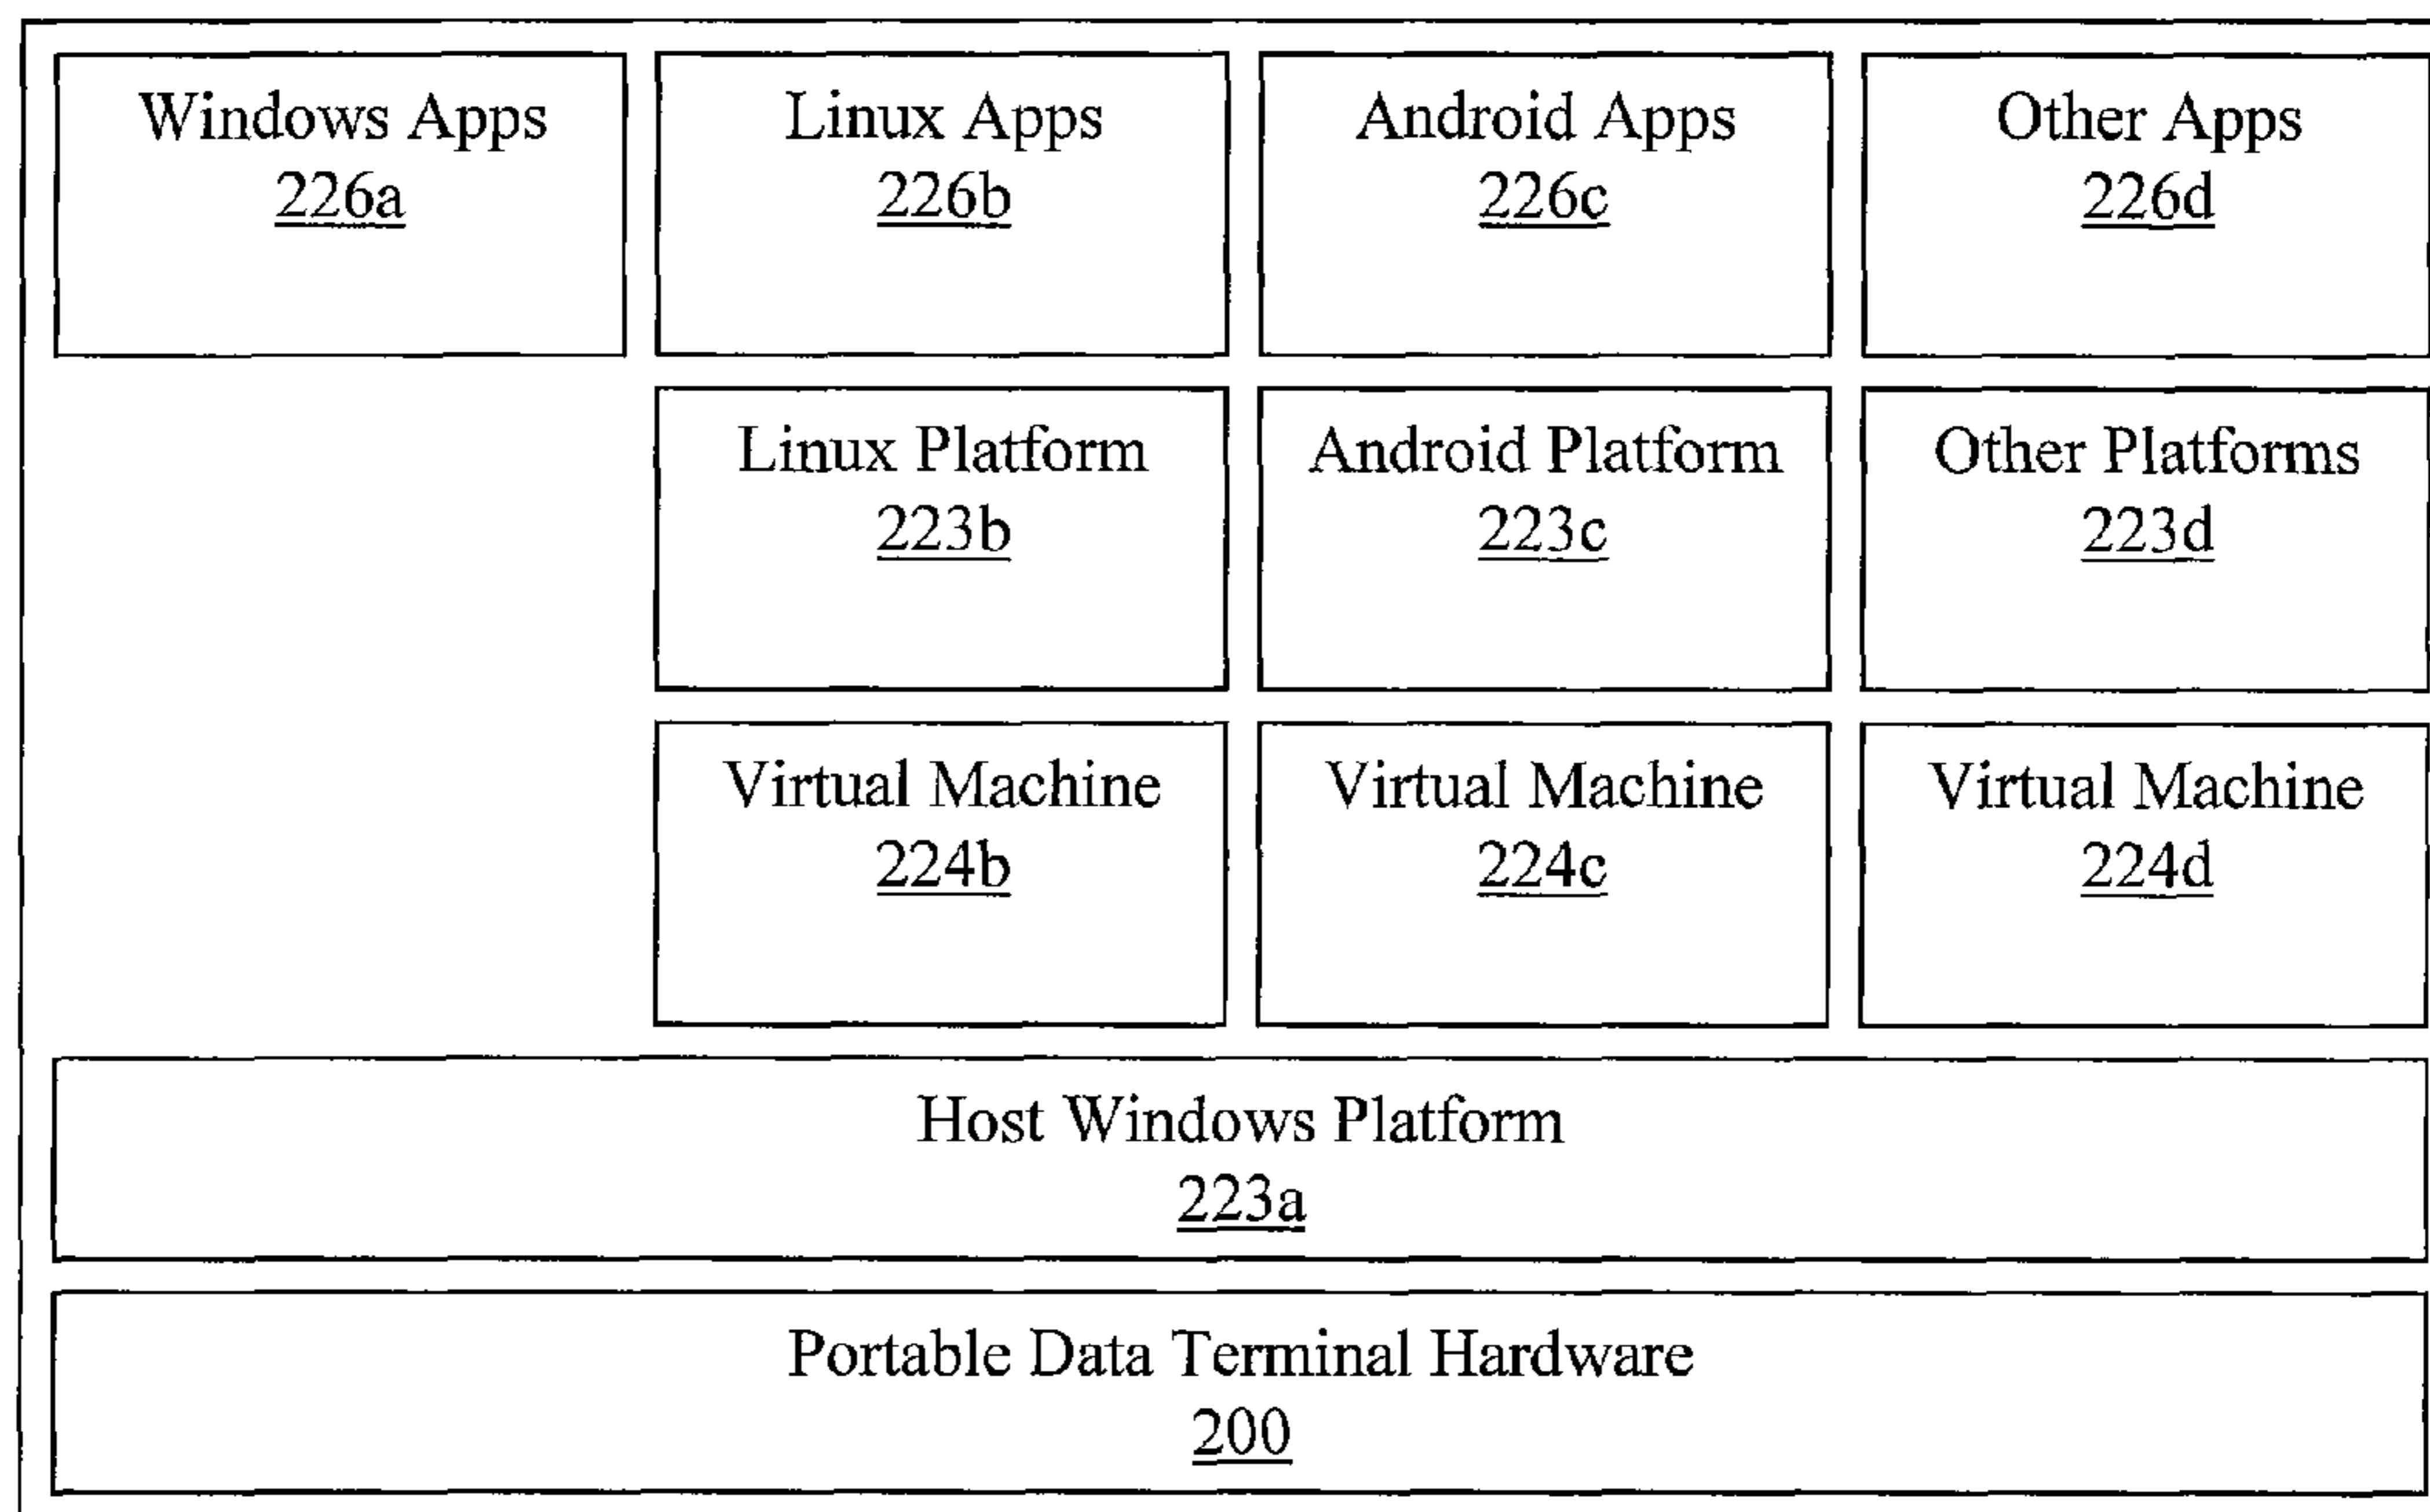 Windows Apps
226a
Linux Apps
226b
Android Apps
226c
Other Apps
226d
Linux Platform
223b
Android Platform
223c
Other Platforms
223d
Virtual Machine
224b
Virtual Machine
224c
Virtual Machine
224d
Host Windows Platform
223a
Portable Data Terminal Hardware
200